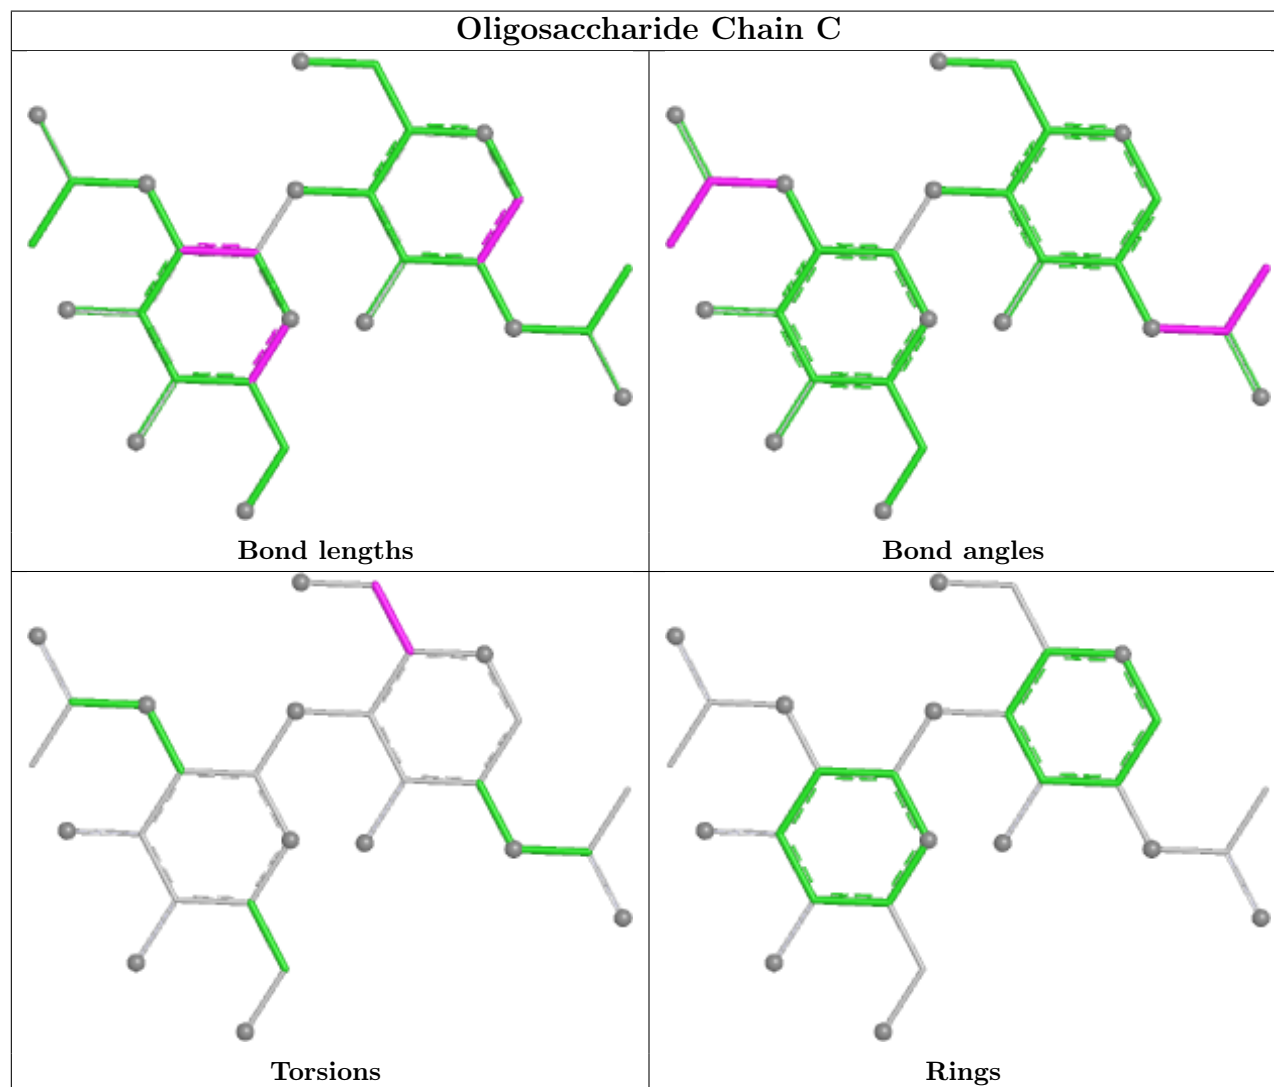 Oligosaccharide Chain C
Bond lengths
Bond angles
Torsions
Rings